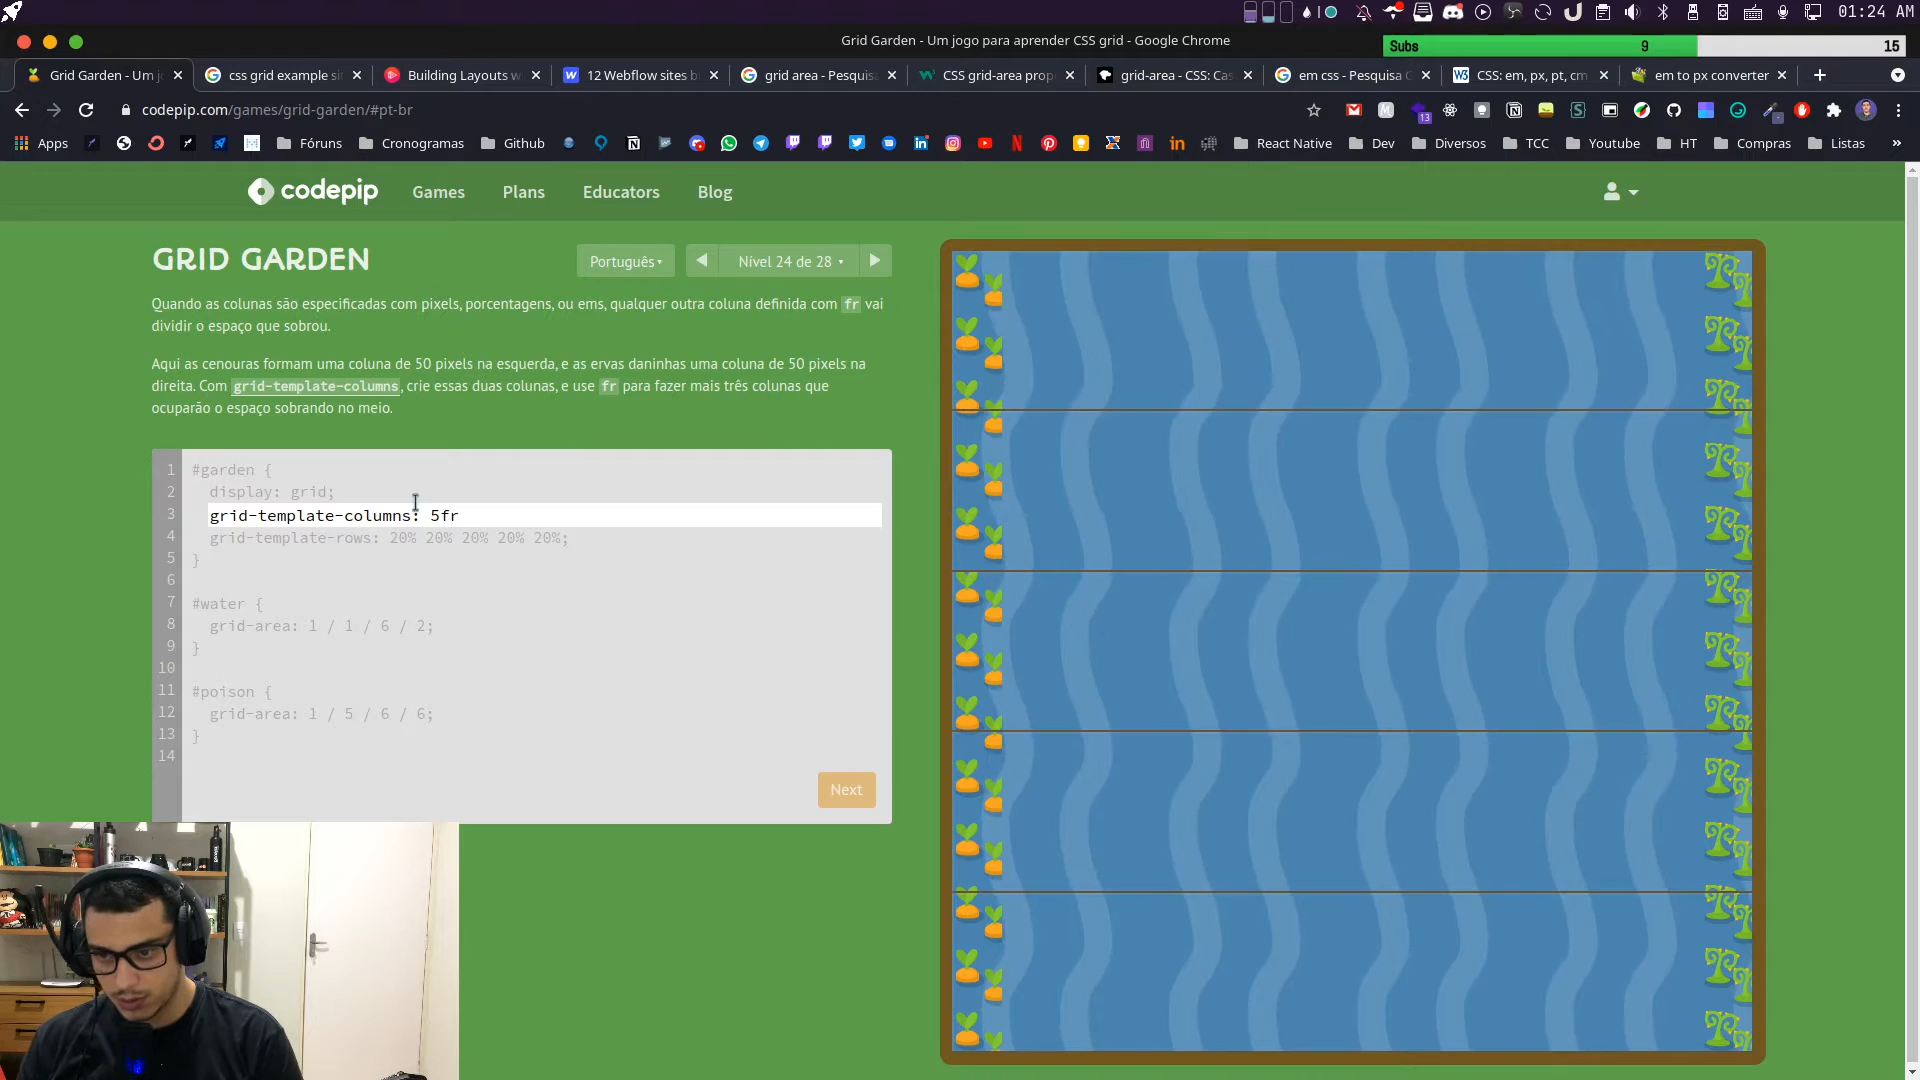 01:24 AM
Grid Garden - Um jogo para aprender CSS grid - Google Chrome
Subs 9 15
Grid Garden - Um j
css grid example si
Building Layouts w
12 Webflow sites b
grid area - Pesquisa
CSS grid-area prop
grid-area - CSS: Cas
em css - Pesquisa G
CSS: em, px, pt, cm
em to px converter
codepip.com/games/grid-garden/#pt-br
13
Apps
Fóruns
Cronogramas
Github
React Native
Dev
Diversos
TCC
Youtube
HT
Compras
Listas
»
codepip
Games
Plans
Educators
Blog
GRID GARDEN
Português
Nível 24 de 28
Quando as colunas são especificadas com pixels, porcentagens, ou ems, qualquer outra coluna definida com fr vai
dividir o espaço que sobrou.
Aqui as cenouras formam uma coluna de 50 pixels na esquerda, e as ervas daninhas uma coluna de 50 pixels na
direita. Com grid-template-columns, crie essas duas colunas, e use fr para fazer mais três colunas que
ocuparão o espaço sobrando no meio.
1 #garden {
2 display: grid;
3 grid-template-columns: 5fr
4 grid-template-rows: 20% 20% 20% 20% 20%;
5 }
6
7 #water {
8 grid-area: 1 / 1 / 6 / 2;
9 }
10
11 #poison {
12 grid-area: 1 / 5 / 6 / 6;
13 }
14
Next